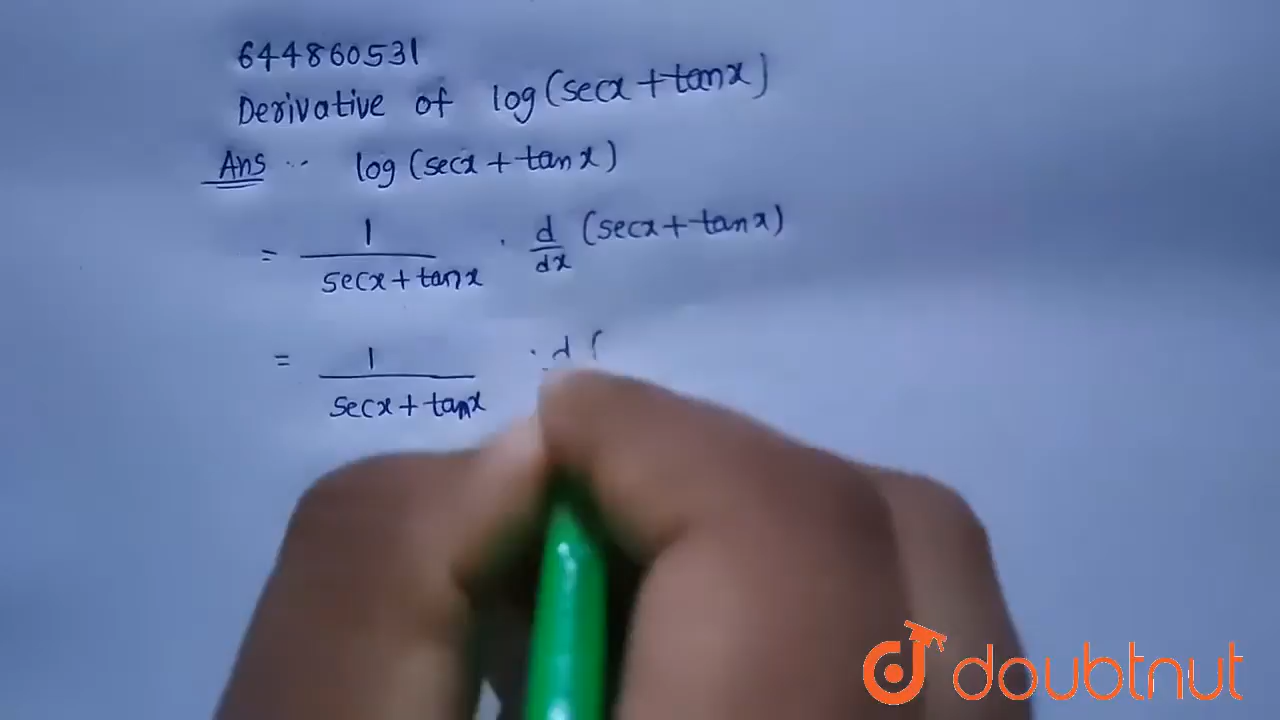 644860531
Derivative of log(secx+tanx)
Ans .. log(secx+tanx)
= 1/secx+tanx · d/dx (secx+tanx)
= 1/secx+tanx · d (
doubtnut